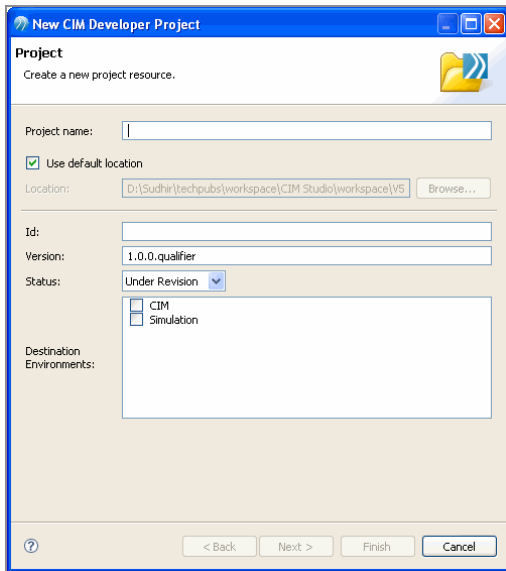 New CIM Developer Project
Project
Create a new project resource.
Project name:
Use default location
Location: D:\Sudhir\techpubs\workspace\CIM Studio\workspace\V5 Browse...
Id:
Version: 1.0.0.qualifier
Status: Under Revision
CIM
Simulation
Destination
Environments:
? < Back Next > Finish Cancel